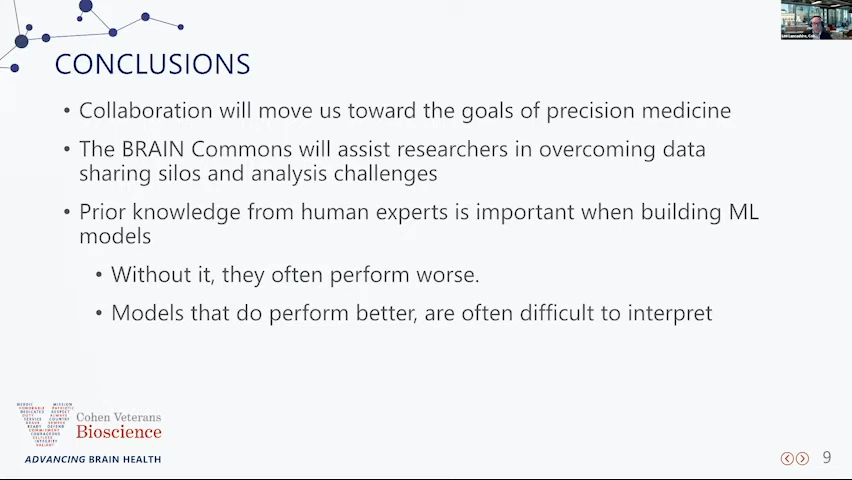 CONCLUSIONS
• Collaboration will move us toward the goals of precision medicine
• The BRAIN Commons will assist researchers in overcoming data
sharing silos and analysis challenges
• Prior knowledge from human experts is important when building ML
models
• Without it, they often perform worse.
• Models that do perform better, are often difficult to interpret
Cohen Veterans
Bioscience
ADVANCING BRAIN HEALTH
9